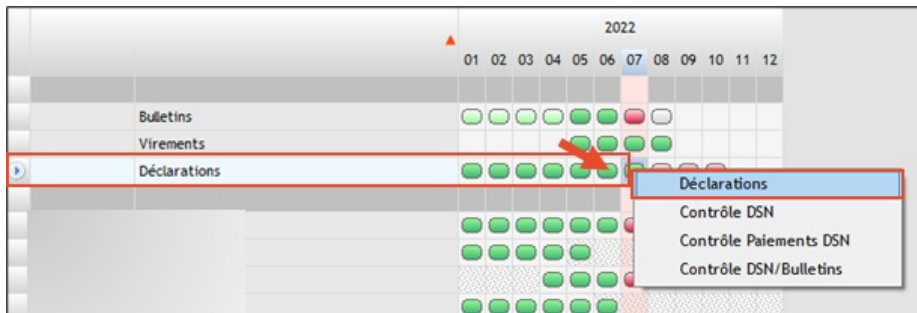 2022
01 02 03 04 05 06 07 08 09 10 11 12
Bulletins
Virements
Déclarations
Déclarations
Contrôle DSN
Contrôle Paiements DSN
Contrôle DSN/Bulletins